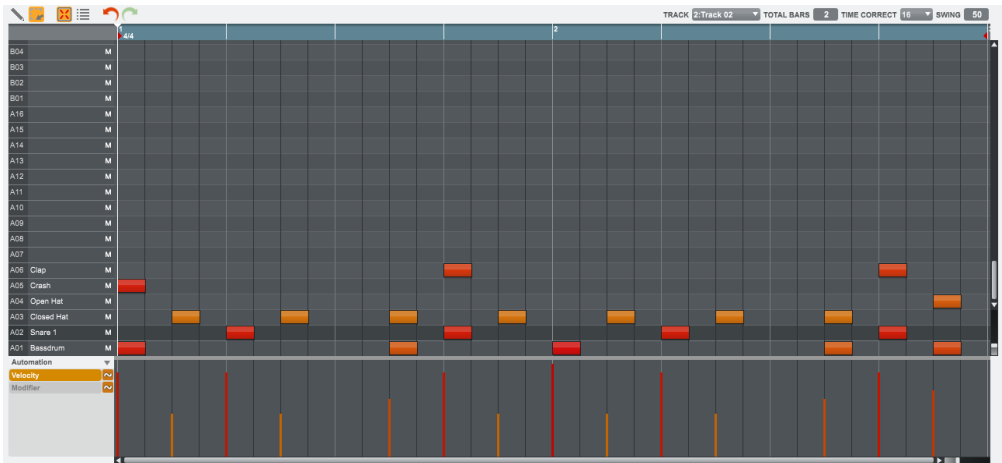 TRACK 2:Track 02 TOTAL BARS 2 TIME CORRECT 16 SWING 50
4/4 2
B04 M
B03 M
B02 M
B01 M
A16 M
A15 M
A14 M
A13 M
A12 M
A11 M
A10 M
A09 M
A08 M
A07 M
A06 Clap M
A05 Crash M
A04 Open Hat M
A03 Closed Hat M
A02 Snare 1 M
A01 Bassdrum M
Automation
Velocity
Modifier